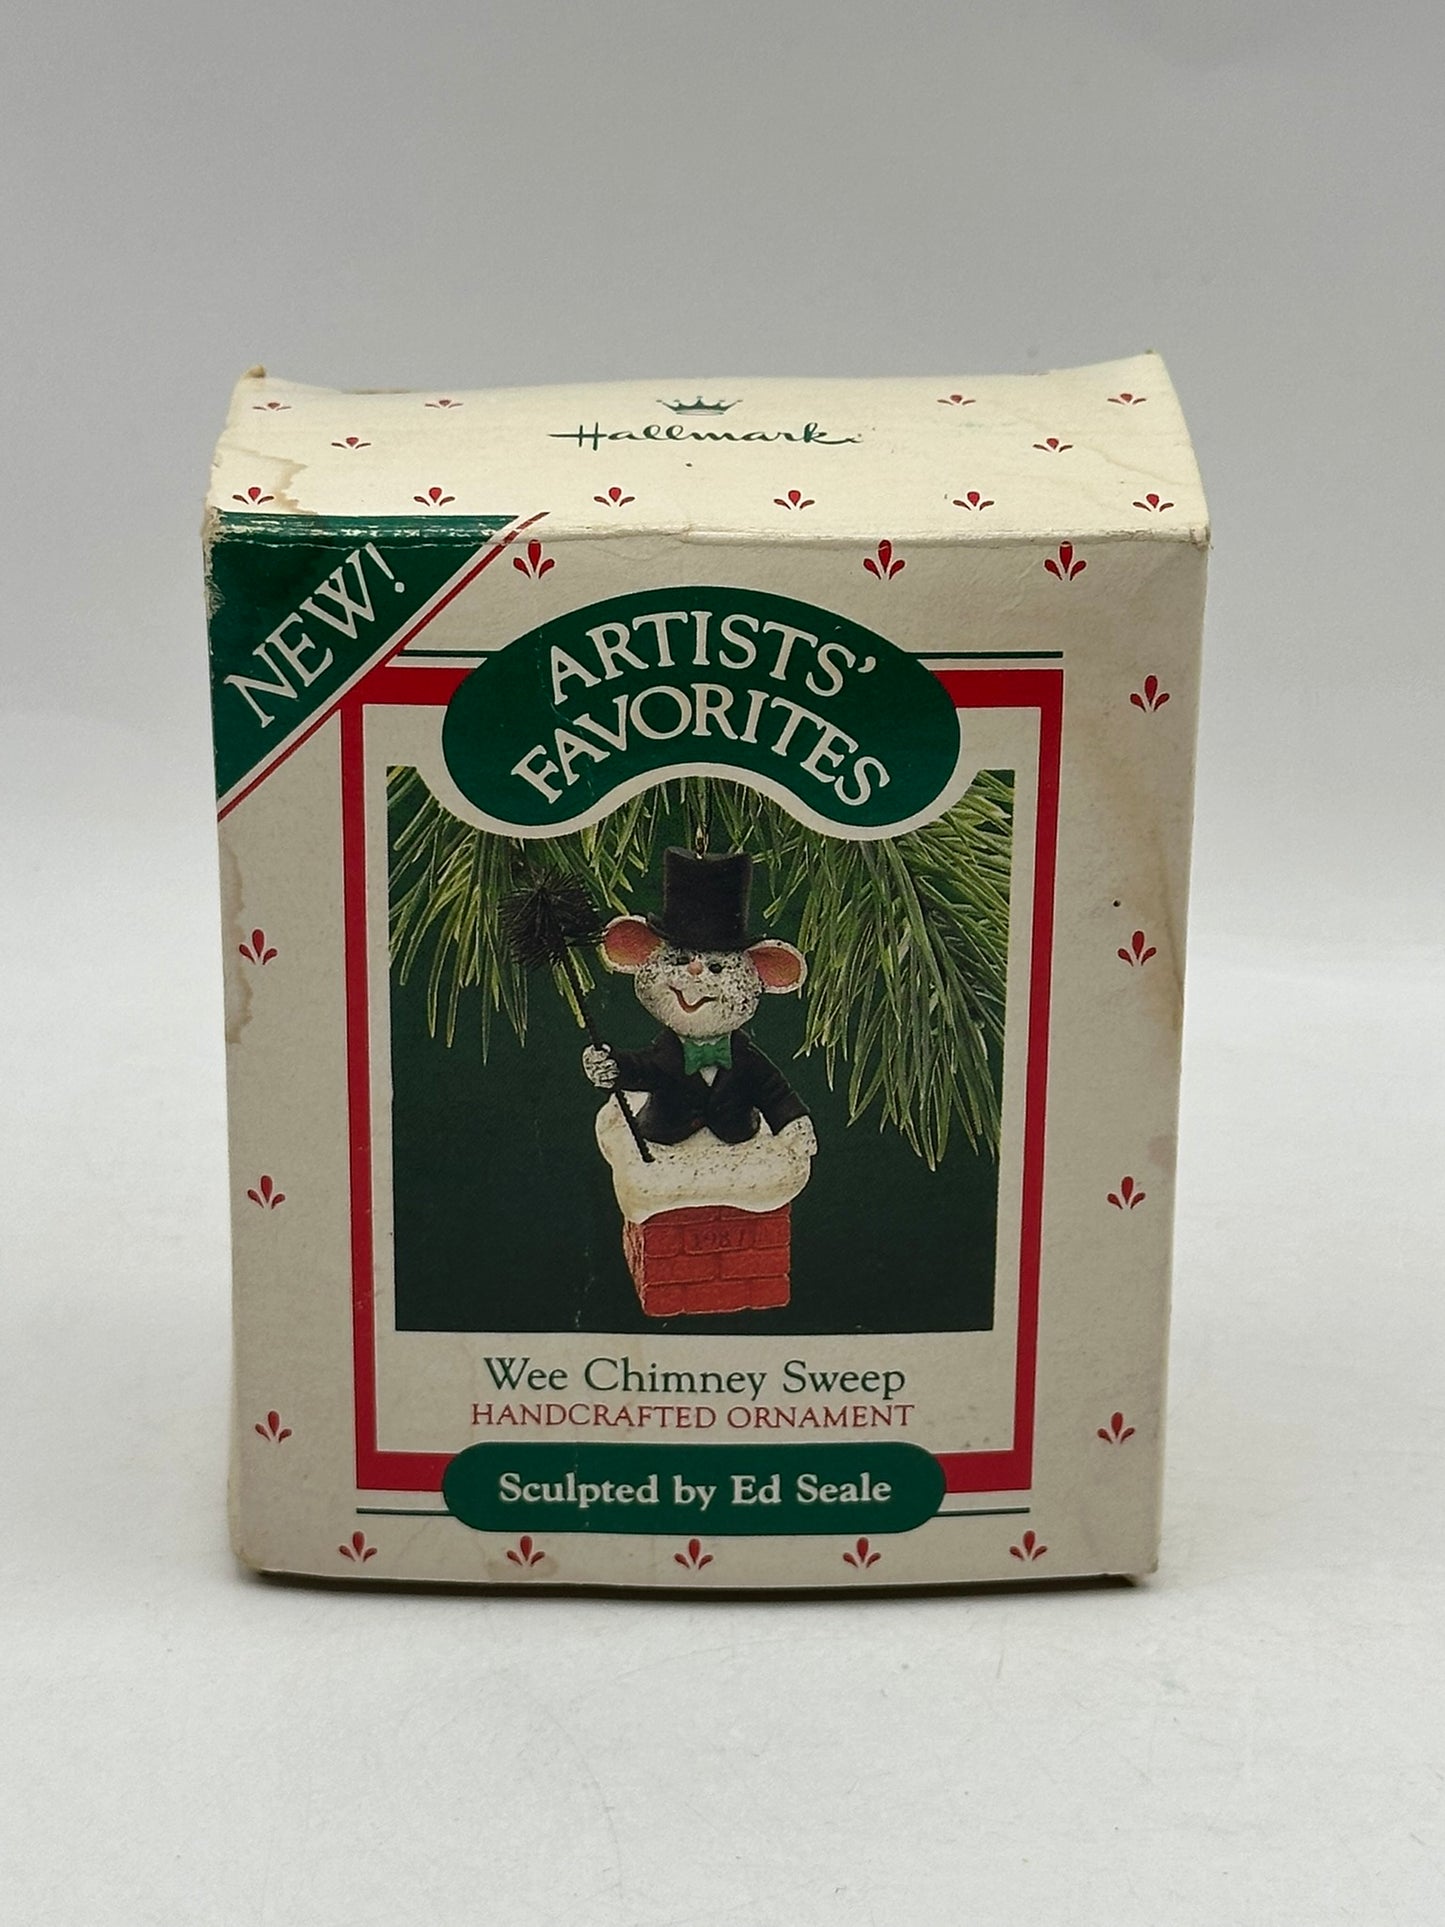 Hallmark
NEW!
ARTISTS'
FAVORITES
1987
Wee Chimney Sweep
HANDCRAFTED ORNAMENT
Sculpted by Ed Seale